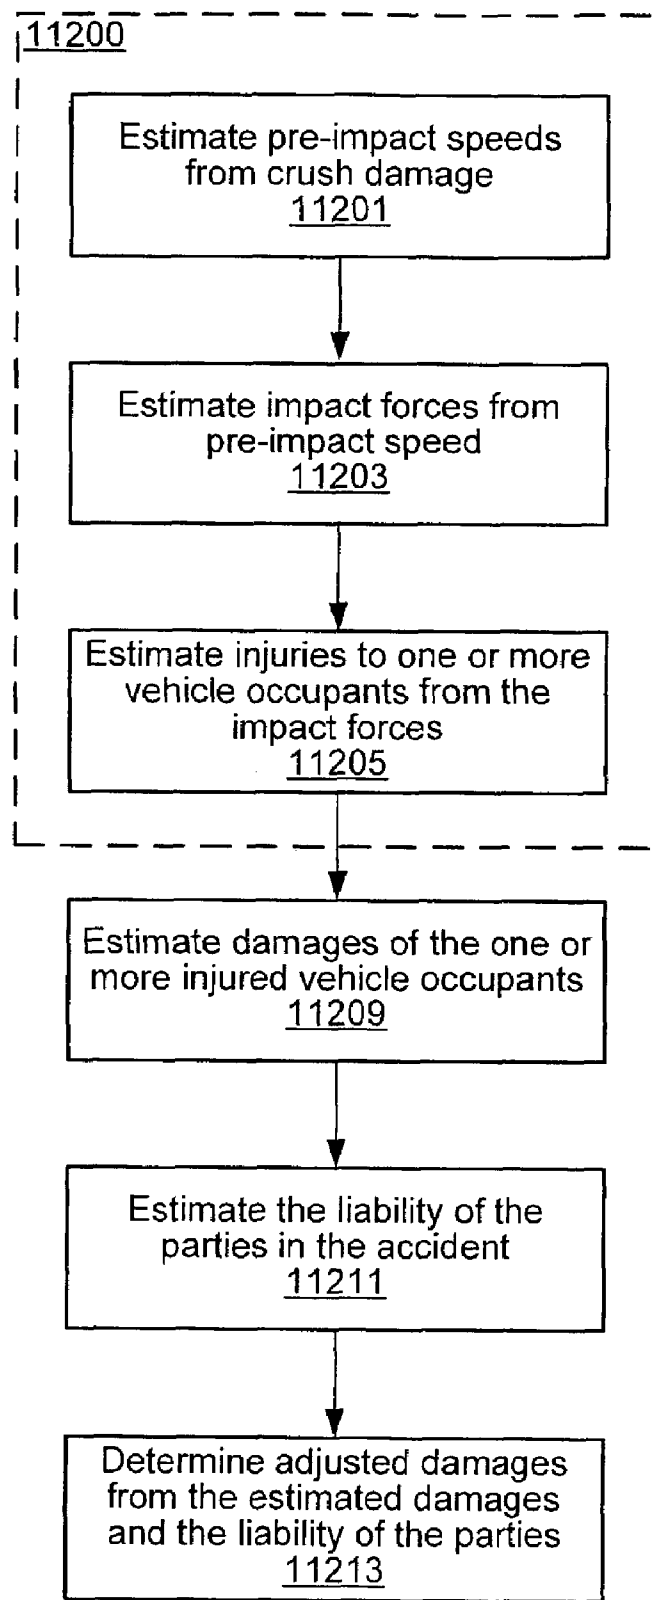 11200
Estimate pre-impact speeds
from crush damage
11201
Estimate impact forces from
pre-impact speed
11203
Estimate injuries to one or more
vehicle occupants from the
impact forces
11205
Estimate damages of the one or
more injured vehicle occupants
11209
Estimate the liability of the
parties in the accident
11211
Determine adjusted damages
from the estimated damages
and the liability of the parties
11213